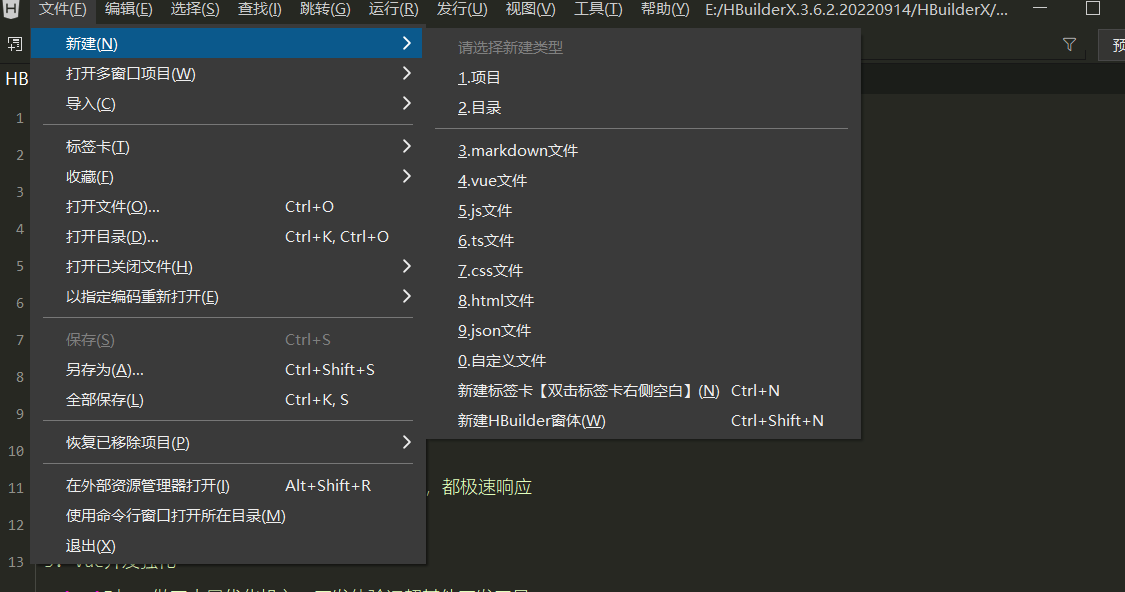 文件(F) 编辑(E) 选择(S) 查找(I) 跳转(G) 运行(R) 发行(U) 视图(V) 工具(T) 帮助(Y) E:/HBuilderX.3.6.2.20220914/HBuilderX/...
新建(N)
打开多窗口项目(W)
导入(C)
标签卡(T)
收藏(F)
打开文件(O)... Ctrl+O
打开目录(D)... Ctrl+K, Ctrl+O
打开已关闭文件(H)
以指定编码重新打开(E)
保存(S) Ctrl+S
另存为(A)... Ctrl+Shift+S
全部保存(L) Ctrl+K, S
恢复已移除项目(P)
在外部资源管理器打开(I) Alt+Shift+R
使用命令行窗口打开所在目录(M)
退出(X)
请选择新建类型
1.项目
2.目录
3.markdown文件
4.vue文件
5.js文件
6.ts文件
7.css文件
8.html文件
9.json文件
0.自定义文件
新建标签卡【双击标签卡右侧空白】(N) Ctrl+N
新建HBuilder窗体(W) Ctrl+Shift+N
预
HB
1
2
3
4
5
6
7
8
9
10
11
，都极速响应
12
13